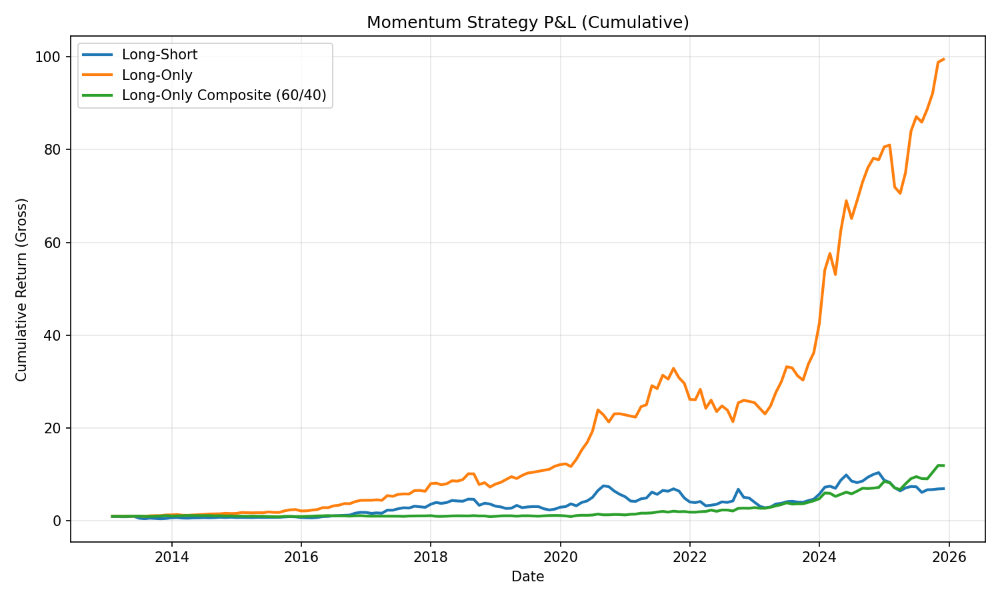 Momentum Strategy P&L (Cumulative)
Long-Short
Long-Only
Long-Only Composite (60/40)
Cumulative Return (Gross)
100
80
60
40
20
0
2014
2016
2018
2020
2022
2024
2026
Date